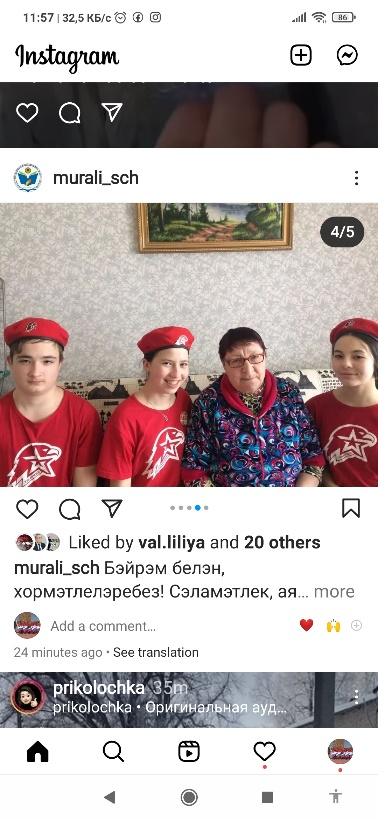 11:57 | 32,5 КБ/с
86
Instagram
murali_sch
4/5
Liked by val.liliya and 20 others
murali_sch Бэйрэм белэн,
хормэтлелэребез! Сэламэтлек, ая... more
Add a comment...
24 minutes ago • See translation
prikolochka 35m
prikolochka • Оригинальная ауд...